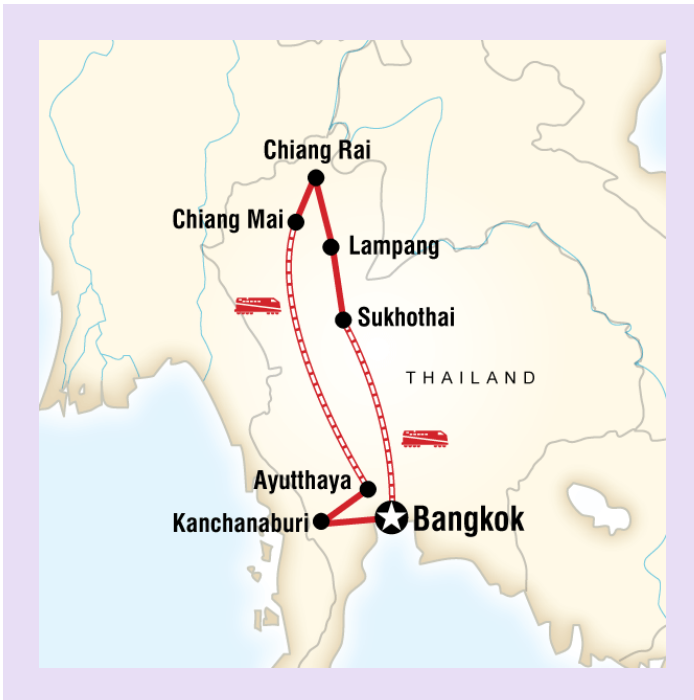 Chiang Rai
Chiang Mai
Lampang
Sukhothai
THAILAND
Ayutthaya
Kanchanaburi
Bangkok